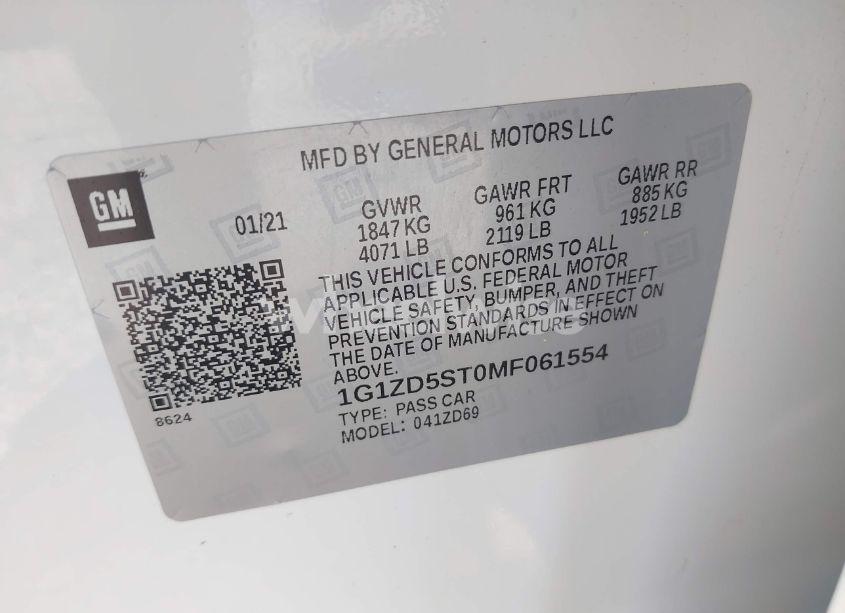 MFD BY GENERAL MOTORS LLC
GM
01/21
GVWR
1847 KG
4071 LB
GAWR FRT
961 KG
2119 LB
GAWR RR
885 KG
1952 LB
THIS VEHICLE CONFORMS TO ALL
APPLICABLE U.S. FEDERAL MOTOR
VEHICLE SAFETY, BUMPER, AND THEFT
PREVENTION STANDARDS IN EFFECT ON
THE DATE OF MANUFACTURE SHOWN
ABOVE.
1G1ZD5ST0MF061554
TYPE: PASS CAR
MODEL: 041ZD69
8624